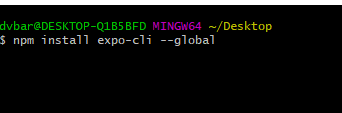 dvbar@DESKTOP-Q1B5BFD MINGW64 ~/Desktop
$ npm install expo-cli --global